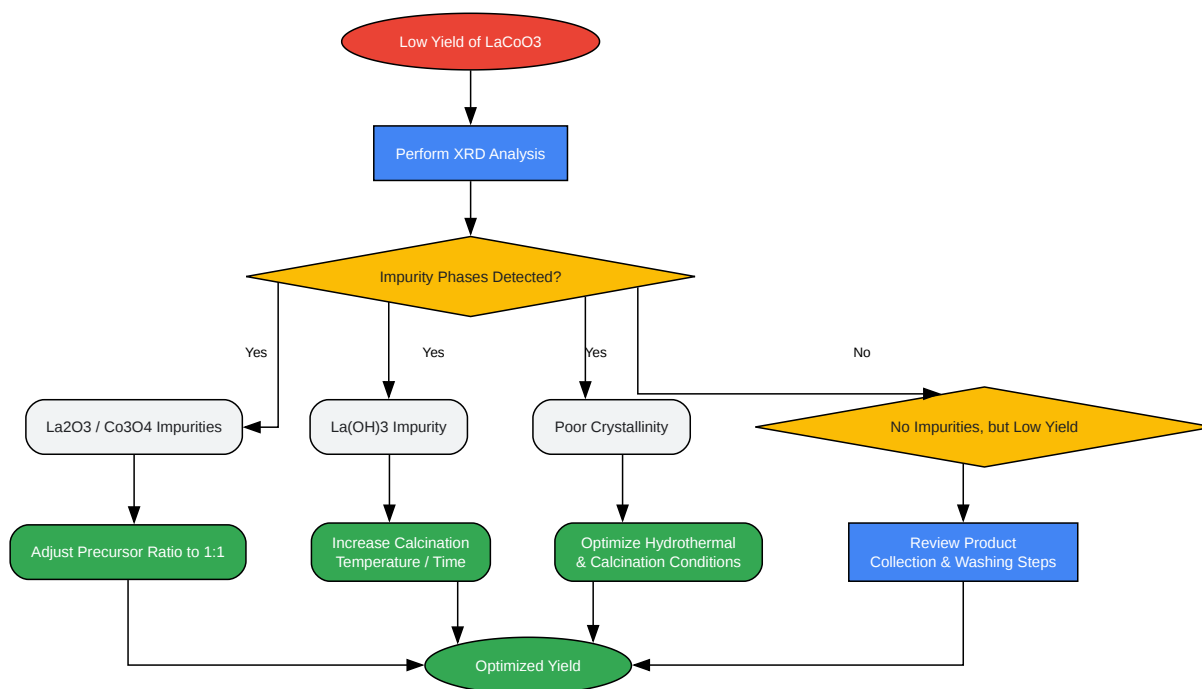 Low Yield of LaCoO3
Perform XRD Analysis
Impurity Phases Detected?
Yes
Yes
Yes
No
La2O3 / Co3O4 Impurities
La(OH)3 Impurity
Poor Crystallinity
No Impurities, but Low Yield
Adjust Precursor Ratio to 1:1
Increase Calcination
Temperature / Time
Optimize Hydrothermal
& Calcination Conditions
Review Product
Collection & Washing Steps
Optimized Yield